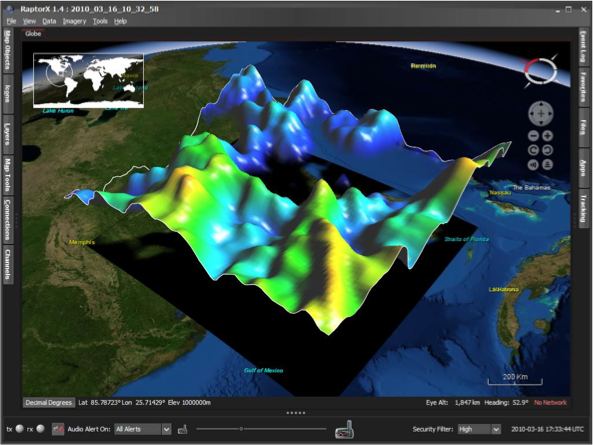 RaptorX 1.4 : 2010_03_16_10_32_58
File View Data Imagery Tools Help
Globe
Map Objects
Icons
Layers
Map Tools
Connections
Channels
Event Log
Favorites
Files
Apps
Tracking
Lake Huron
Nassau
The Bahamas
Memphis
Straits of Florida
Gulf of Mexico
200 Km
Decimal Degrees Lat 85.78723° Lon 25.71429° Elev 1000000m
Eye Alt: 1,847 km Heading: 52.9° No Network
tx rx Audio Alert On: All Alerts Security Filter: High 2010-03-16 17:33:44 UTC